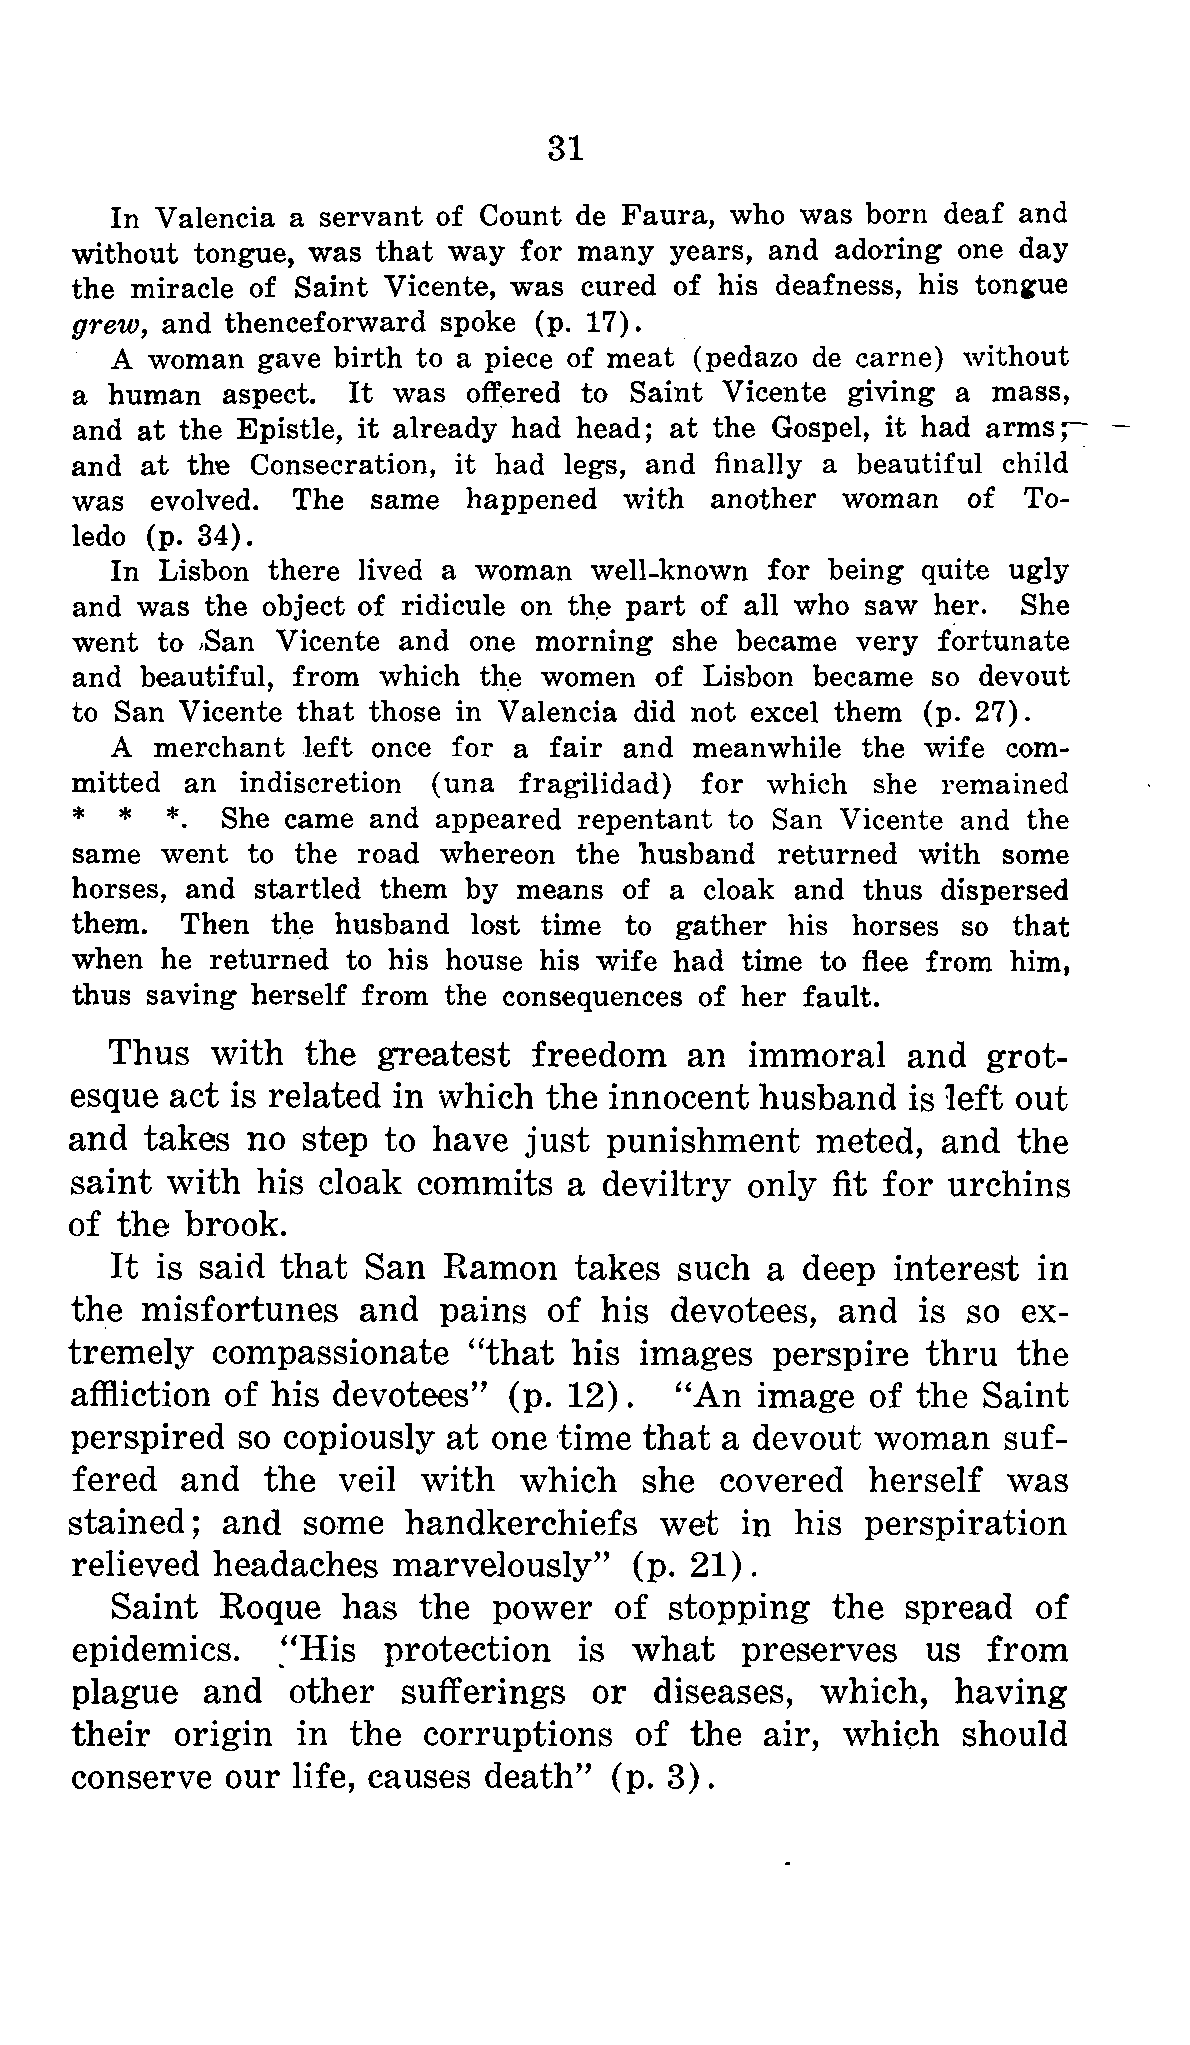 31
In Valencia a servant of Count de Faura, who was born deaf and
without tongue, was that way for many years, and adoring one day
the miracle of Saint Vicente, was cured of his deafness, his tongue
grew, and thenceforward spoke (p. 17).
A woman gave birth to a piece of meat (pedazo de carne) without
a human aspect. It was offered to Saint Vicente giving a mass,
and at the Epistle, it already had head; at the Gospel, it had arms;
and at the Consecration, it had legs, and finally a beautiful child
was evolved. The same happened with another woman of To-
ledo (p. 34).
In Lisbon there lived a woman well-known for being quite ugly
and was the object of ridicule on the part of all who saw her. She
went to San Vicente and one morning she became very fortunate
and beautiful, from which the women of Lisbon became so devout
to San Vicente that those in Valencia did not excel them (p. 27).
A merchant left once for a fair and meanwhile the wife com-
mitted an indiscretion (una fragilidad) for which she remained
* * *. She came and appeared repentant to San Vicente and the
same went to the road whereon the husband returned with some
horses, and startled them by means of a cloak and thus dispersed
them. Then the husband lost time to gather his horses so that
when he returned to his house his wife had time to flee from him,
thus saving herself from the consequences of her fault.
Thus with the greatest freedom an immoral and grot-
esque act is related in which the innocent husband is left out
and takes no step to have just punishment meted, and the
saint with his cloak commits a deviltry only fit for urchins
of the brook.
It is said that San Ramon takes such a deep interest in
the misfortunes and pains of his devotees, and is so ex-
tremely compassionate "that his images perspire thru the
affliction of his devotees" (p. 12). "An image of the Saint
perspired so copiously at one time that a devout woman suf-
fered and the veil with which she covered herself was
stained; and some handkerchiefs wet in his perspiration
relieved headaches marvelously" (p. 21).
Saint Roque has the power of stopping the spread of
epidemics. "His protection is what preserves us from
plague and other sufferings or diseases, which, having
their origin in the corruptions of the air, which should
conserve our life, causes death" (p. 3).